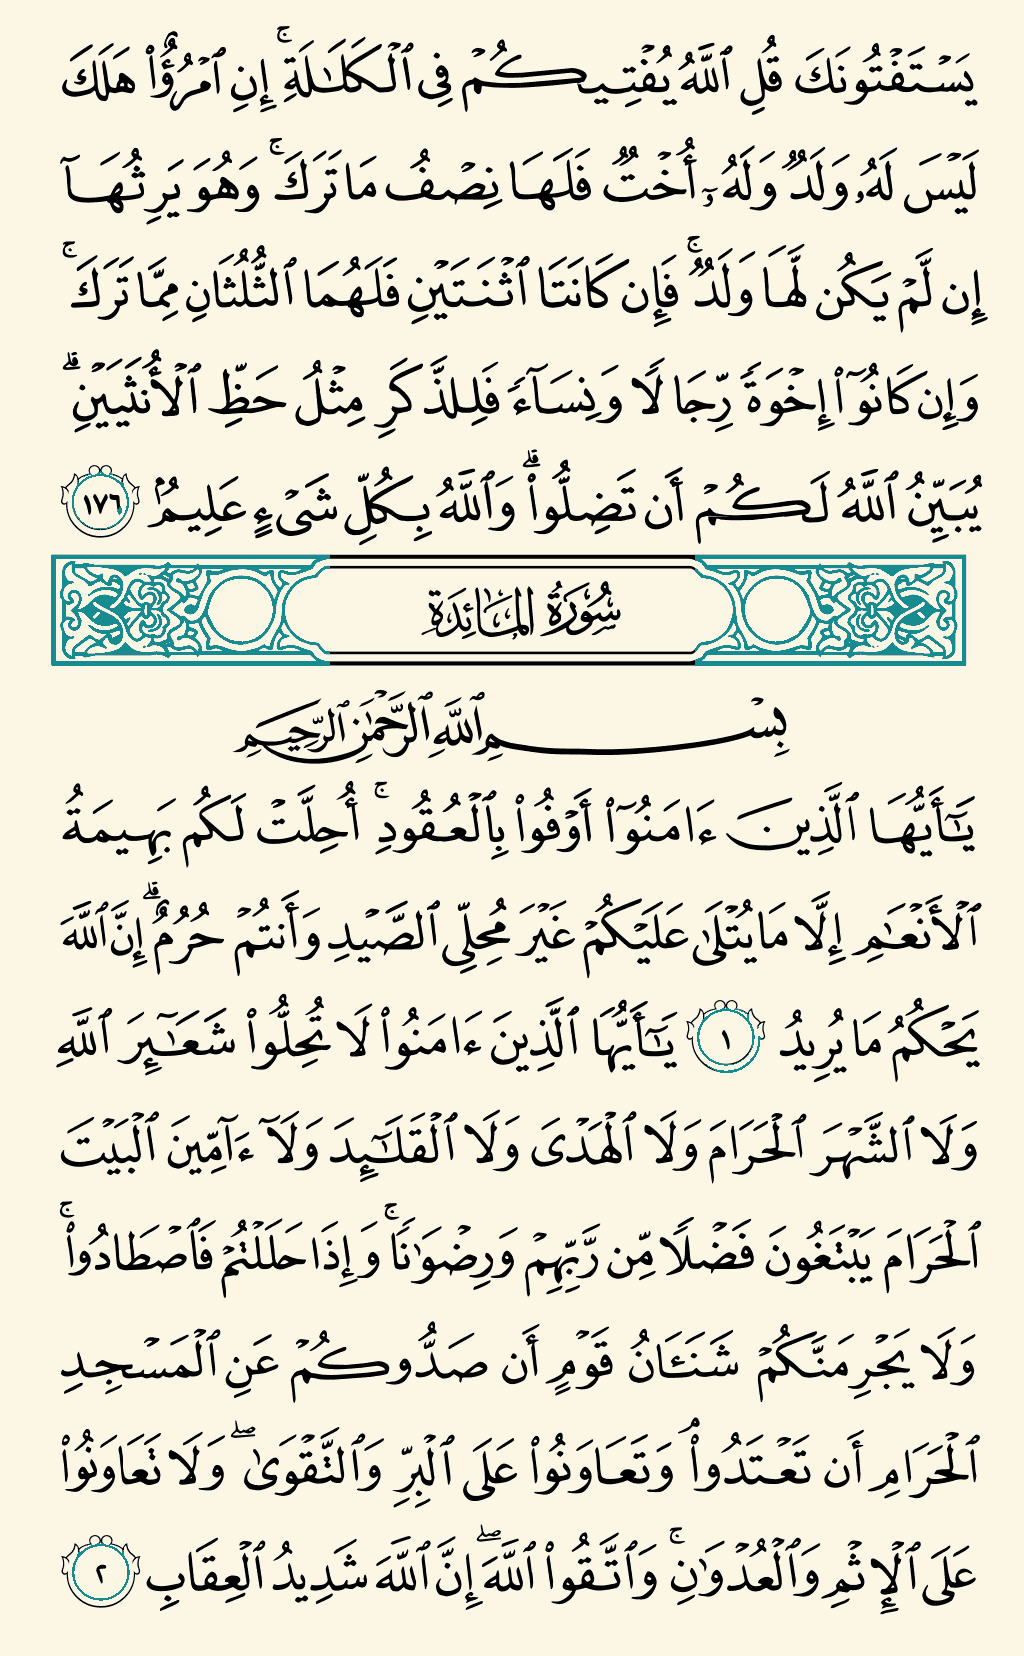 يَسۡتَفۡتُونَكَ قُلِ ٱللَّهُ يُفۡتِيكُمۡ فِي ٱلۡكَلَٰلَةِۚ إِنِ ٱمۡرُؤٌاْ هَلَكَ
لَيۡسَ لَهُۥ وَلَدٞ وَلَهُۥٓ أُخۡتٞ فَلَهَا نِصۡفُ مَا تَرَكَۚ وَهُوَ يَرِثُهَآ
إِن لَّمۡ يَكُن لَّهَا وَلَدٞۚ فَإِن كَانَتَا ٱثۡنَتَيۡنِ فَلَهُمَا ٱلثُّلُثَانِ مِمَّا تَرَكَۚ
وَإِن كَانُوٓاْ إِخۡوَةٗ رِّجَالٗا وَنِسَآءٗ فَلِلذَّكَرِ مِثۡلُ حَظِّ ٱلۡأُنثَيَيۡنِۗ
يُبَيِّنُ ٱللَّهُ لَكُمۡ أَن تَضِلُّواْۗ وَٱللَّهُ بِكُلِّ شَيۡءٍ عَلِيمُۢ ١٧٦
سُورَةُ المَائِدَةِ
بِسۡمِ ٱللَّهِ ٱلرَّحۡمَٰنِ ٱلرَّحِيمِ
يَٰٓأَيُّهَا ٱلَّذِينَ ءَامَنُوٓاْ أَوۡفُواْ بِٱلۡعُقُودِۚ أُحِلَّتۡ لَكُم بَهِيمَةُ
ٱلۡأَنۡعَٰمِ إِلَّا مَا يُتۡلَىٰ عَلَيۡكُمۡ غَيۡرَ مُحِلِّي ٱلصَّيۡدِ وَأَنتُمۡ حُرُمٌۗ إِنَّ ٱللَّهَ
يَحۡكُمُ مَا يُرِيدُ ١ يَٰٓأَيُّهَا ٱلَّذِينَ ءَامَنُواْ لَا تُحِلُّواْ شَعَٰٓئِرَ ٱللَّهِ
وَلَا ٱلشَّهۡرَ ٱلۡحَرَامَ وَلَا ٱلۡهَدۡيَ وَلَا ٱلۡقَلَٰٓئِدَ وَلَآ ءَآمِّينَ ٱلۡبَيۡتَ
ٱلۡحَرَامَ يَبۡتَغُونَ فَضۡلٗا مِّن رَّبِّهِمۡ وَرِضۡوَٰنٗاۚ وَإِذَا حَلَلۡتُمۡ فَٱصۡطَادُواْۚ
وَلَا يَجۡرِمَنَّكُمۡ شَنَـَٔانُ قَوۡمٍ أَن صَدُّوكُمۡ عَنِ ٱلۡمَسۡجِدِ
ٱلۡحَرَامِ أَن تَعۡتَدُواْۘ وَتَعَاوَنُواْ عَلَى ٱلۡبِرِّ وَٱلتَّقۡوَىٰۖ وَلَا تَعَاوَنُواْ
عَلَى ٱلۡإِثۡمِ وَٱلۡعُدۡوَٰنِۚ وَٱتَّقُواْ ٱللَّهَۖ إِنَّ ٱللَّهَ شَدِيدُ ٱلۡعِقَابِ ٢